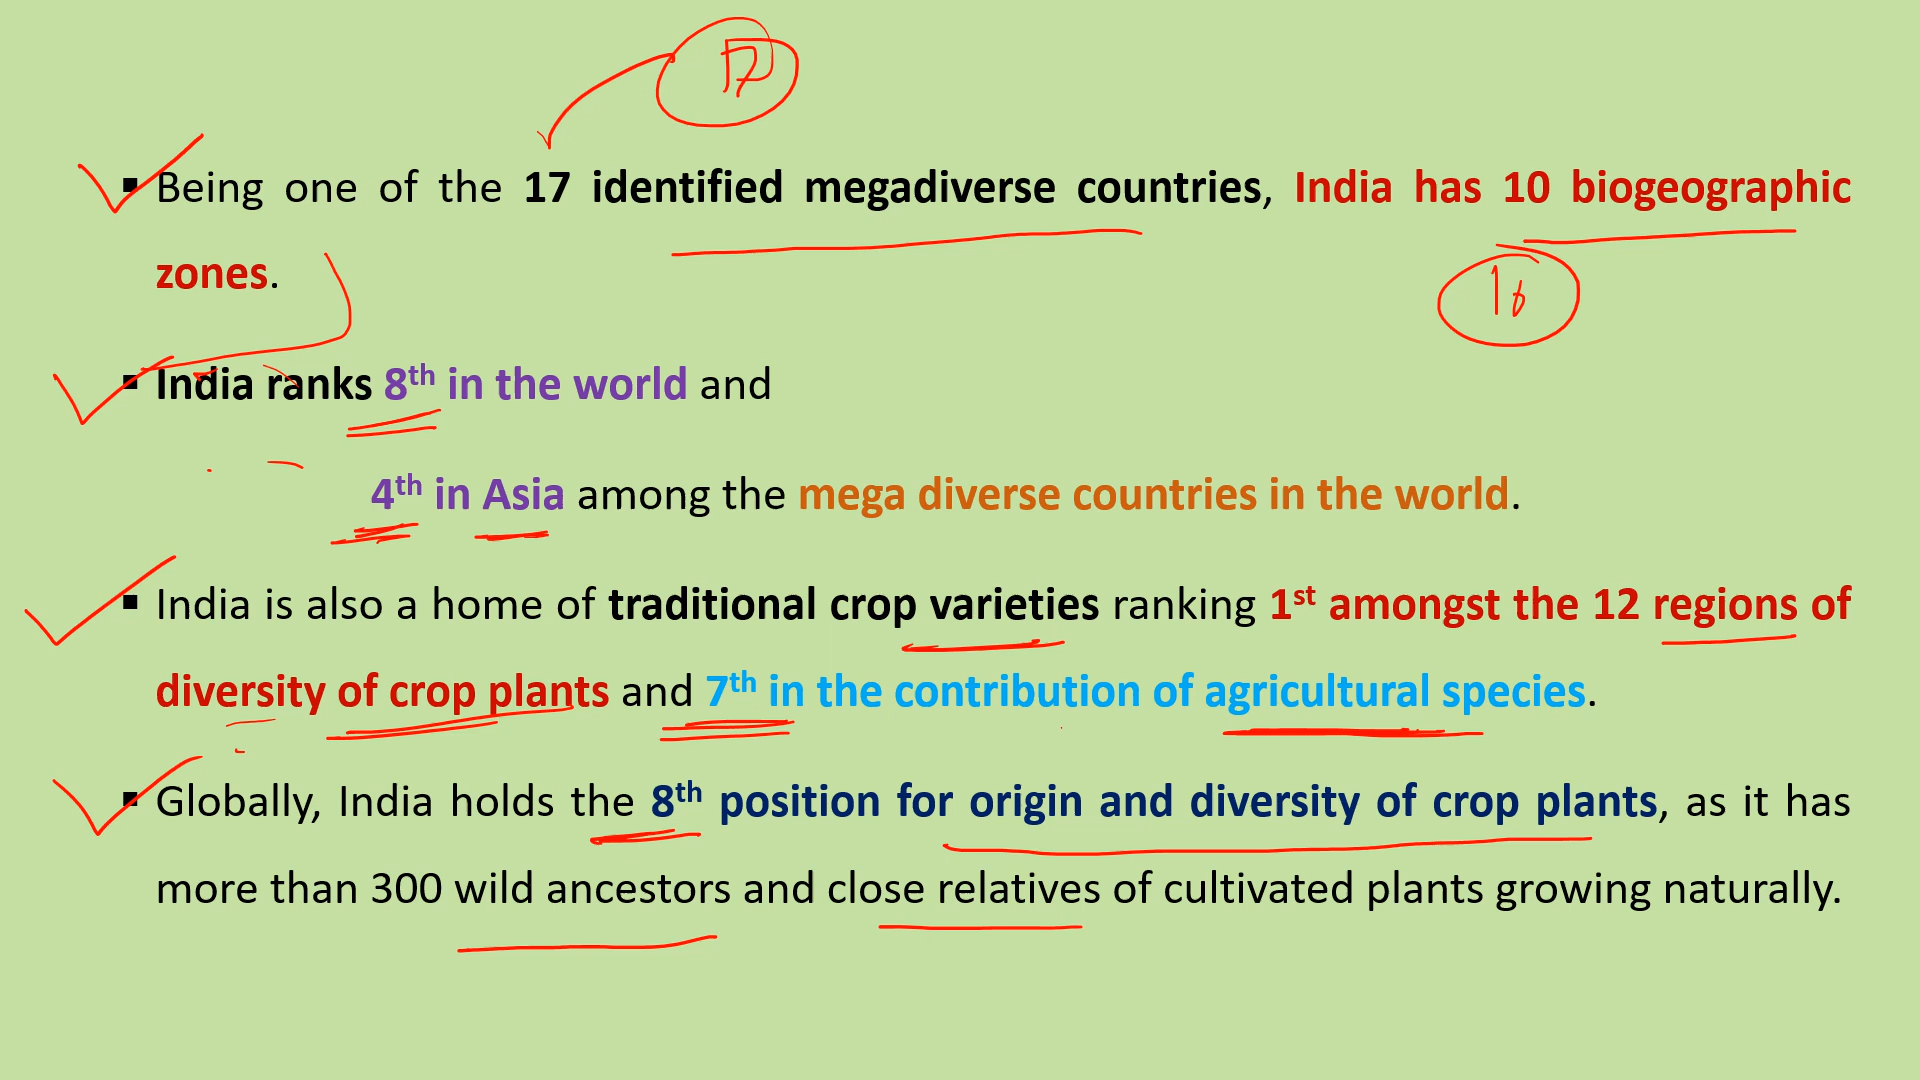 17
▪ Being one of the 17 identified megadiverse countries, India has 10 biogeographic
zones.
10
▪ India ranks 8th in the world and
4th in Asia among the mega diverse countries in the world.
▪ India is also a home of traditional crop varieties ranking 1st amongst the 12 regions of
diversity of crop plants and 7th in the contribution of agricultural species.
▪ Globally, India holds the 8th position for origin and diversity of crop plants, as it has
more than 300 wild ancestors and close relatives of cultivated plants growing naturally.